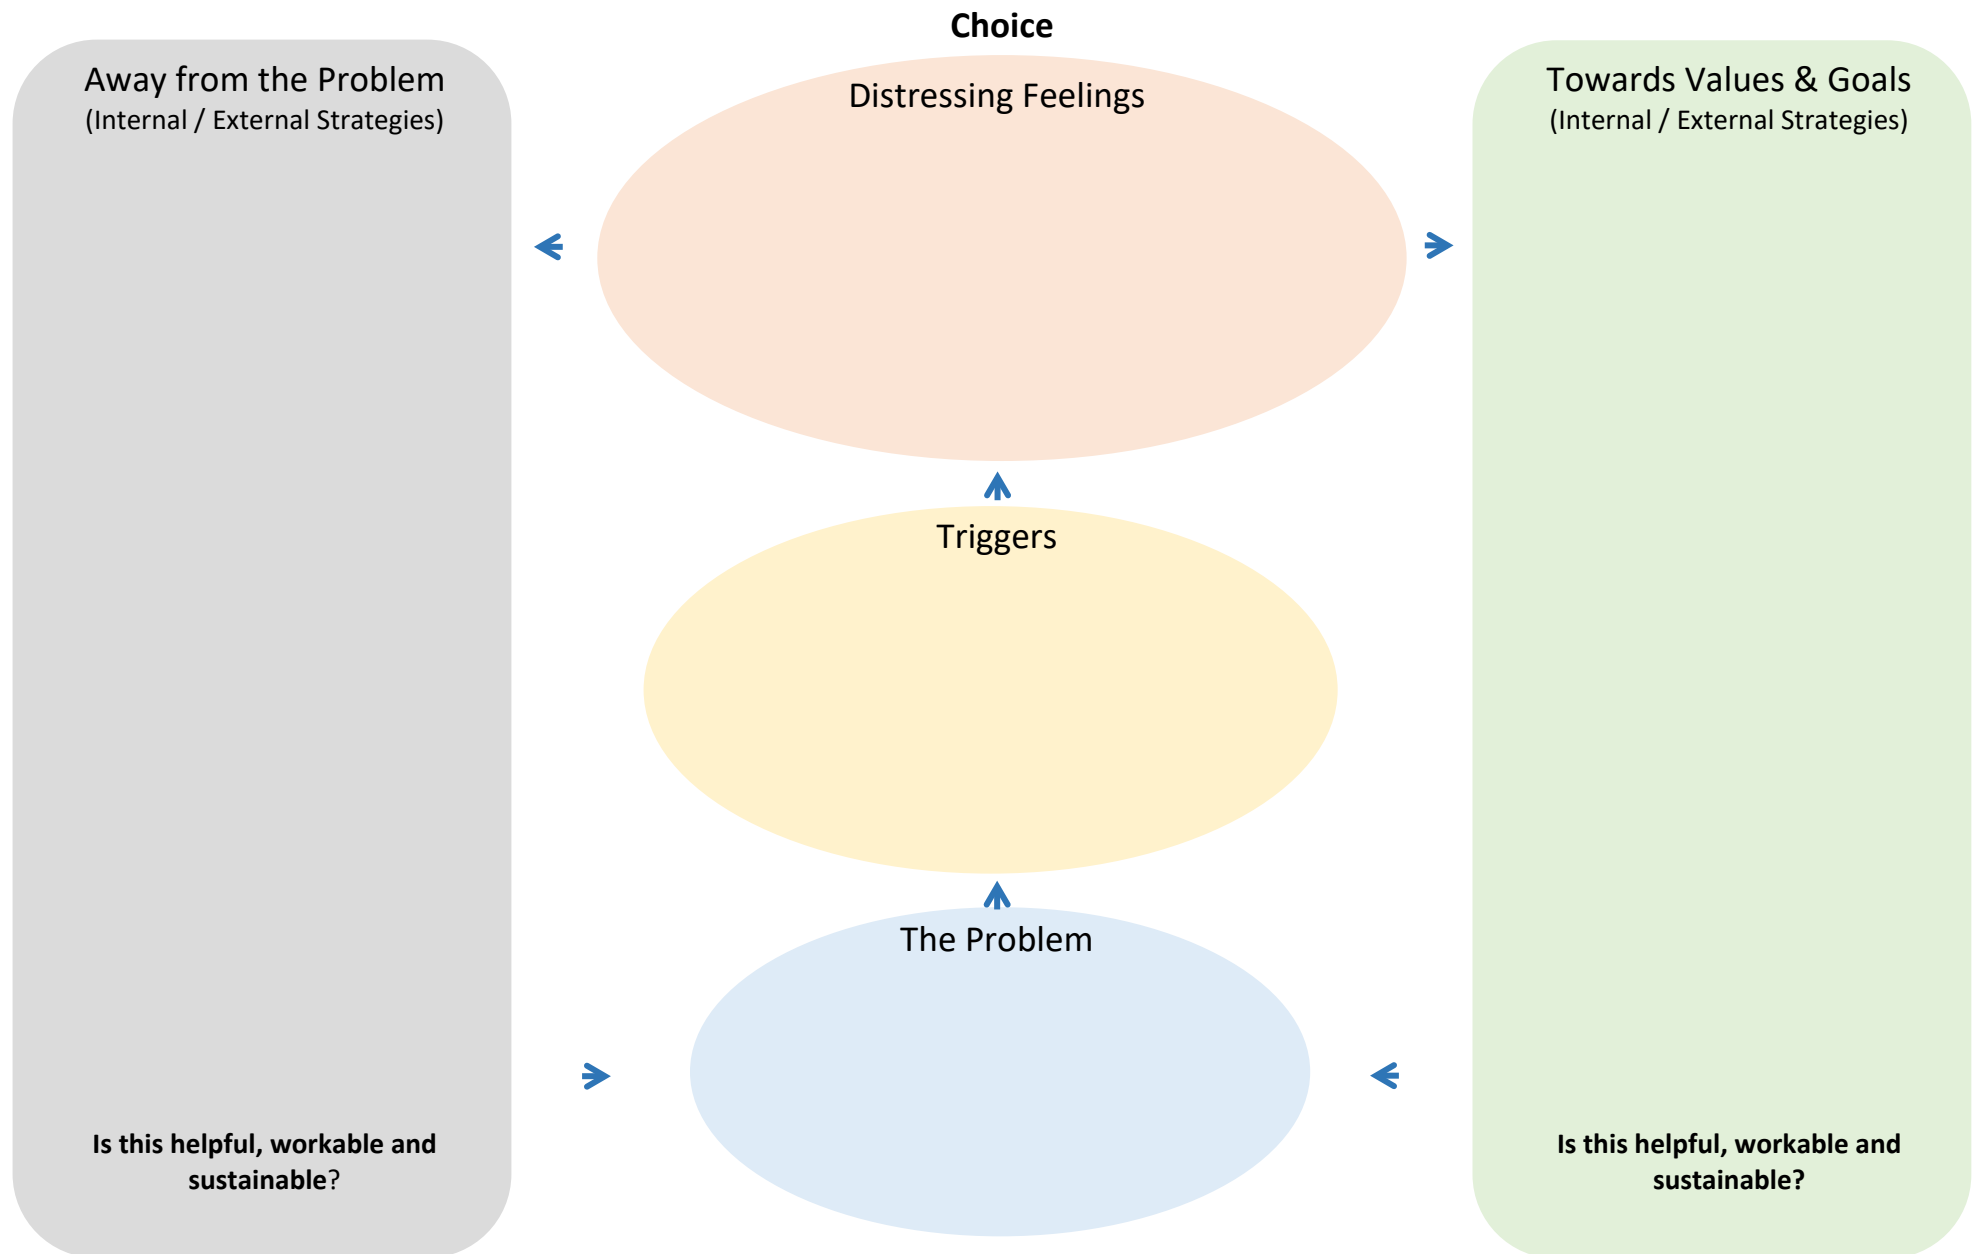 Choice
Away from the Problem
(Internal / External Strategies)
Is this helpful, workable and
sustainable?
Distressing Feelings
Triggers
The Problem
Towards Values & Goals
(Internal / External Strategies)
Is this helpful, workable and
sustainable?